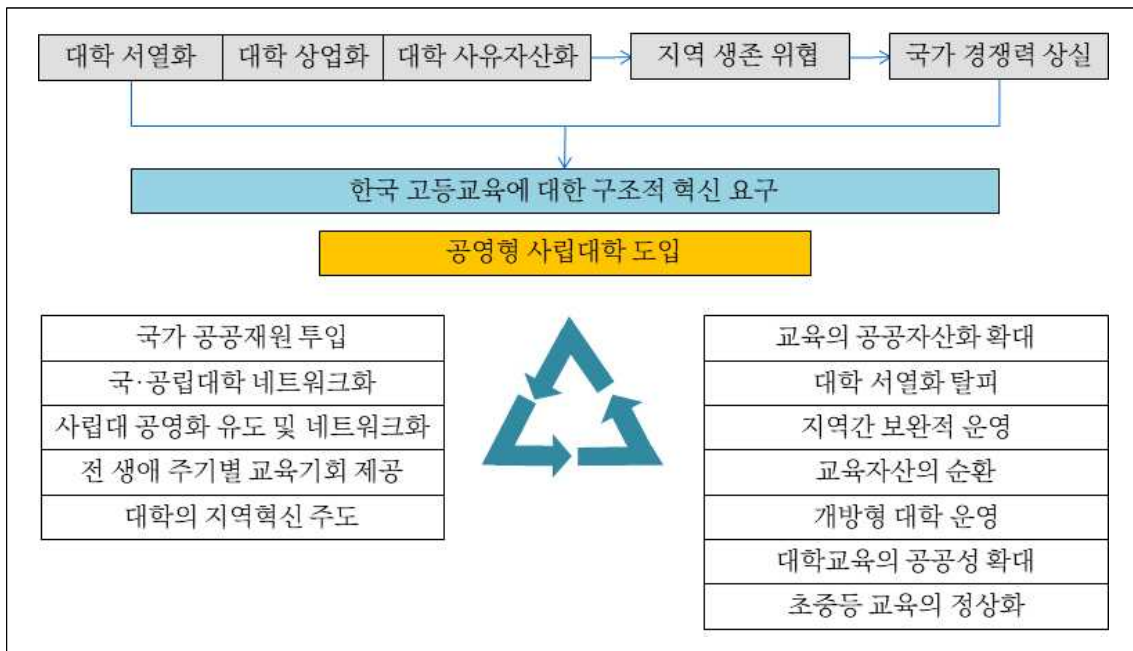 대학 서열화
대학 상업화
대학 사유자산화
지역 생존 위협
국가 경쟁력 상실
한국 고등교육에 대한 구조적 혁신 요구
공영형 사립대학 도입
국가 공공재원 투입
국·공립대학 네트워크화
사립대 공영화 유도 및 네트워크화
전 생애 주기별 교육기회 제공
대학의 지역혁신 주도
교육의 공공자산화 확대
대학 서열화 탈피
지역간 보완적 운영
교육자산의 순환
개방형 대학 운영
대학교육의 공공성 확대
초중등 교육의 정상화